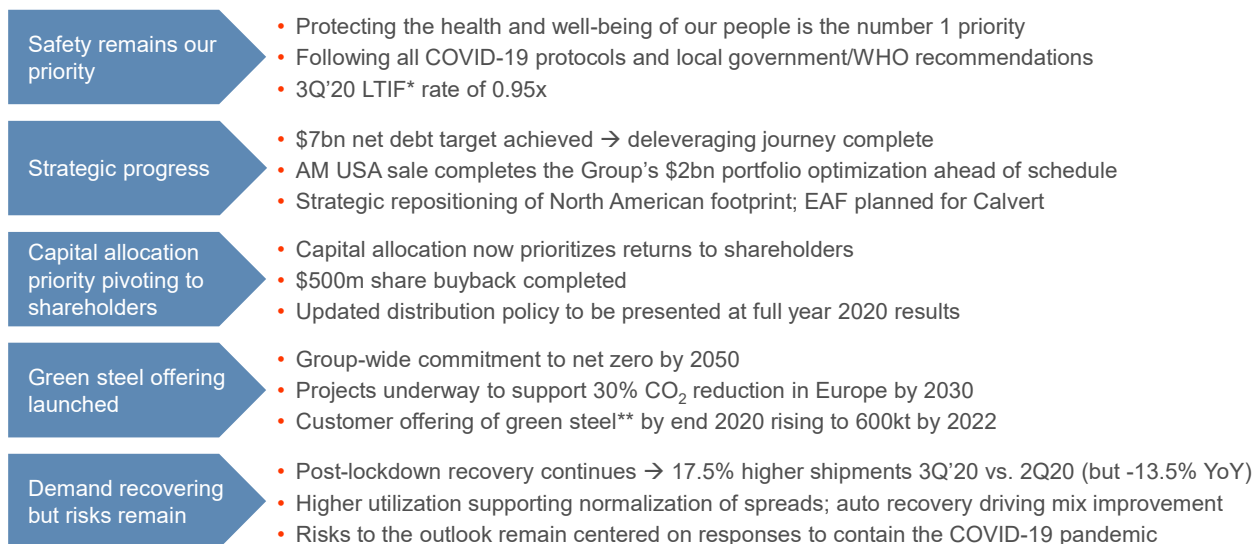 Safety remains our
priority
• Protecting the health and well-being of our people is the number 1 priority
• Following all COVID-19 protocols and local government/WHO recommendations
• 3Q’20 LTIF* rate of 0.95x
Strategic progress
• $7bn net debt target achieved → deleveraging journey complete
• AM USA sale completes the Group’s $2bn portfolio optimization ahead of schedule
• Strategic repositioning of North American footprint; EAF planned for Calvert
Capital allocation
priority pivoting to
shareholders
• Capital allocation now prioritizes returns to shareholders
• $500m share buyback completed
• Updated distribution policy to be presented at full year 2020 results
Green steel offering
launched
• Group-wide commitment to net zero by 2050
• Projects underway to support 30% CO₂ reduction in Europe by 2030
• Customer offering of green steel** by end 2020 rising to 600kt by 2022
Demand recovering
but risks remain
• Post-lockdown recovery continues → 17.5% higher shipments 3Q’20 vs. 2Q20 (but -13.5% YoY)
• Higher utilization supporting normalization of spreads; auto recovery driving mix improvement
• Risks to the outlook remain centered on responses to contain the COVID-19 pandemic